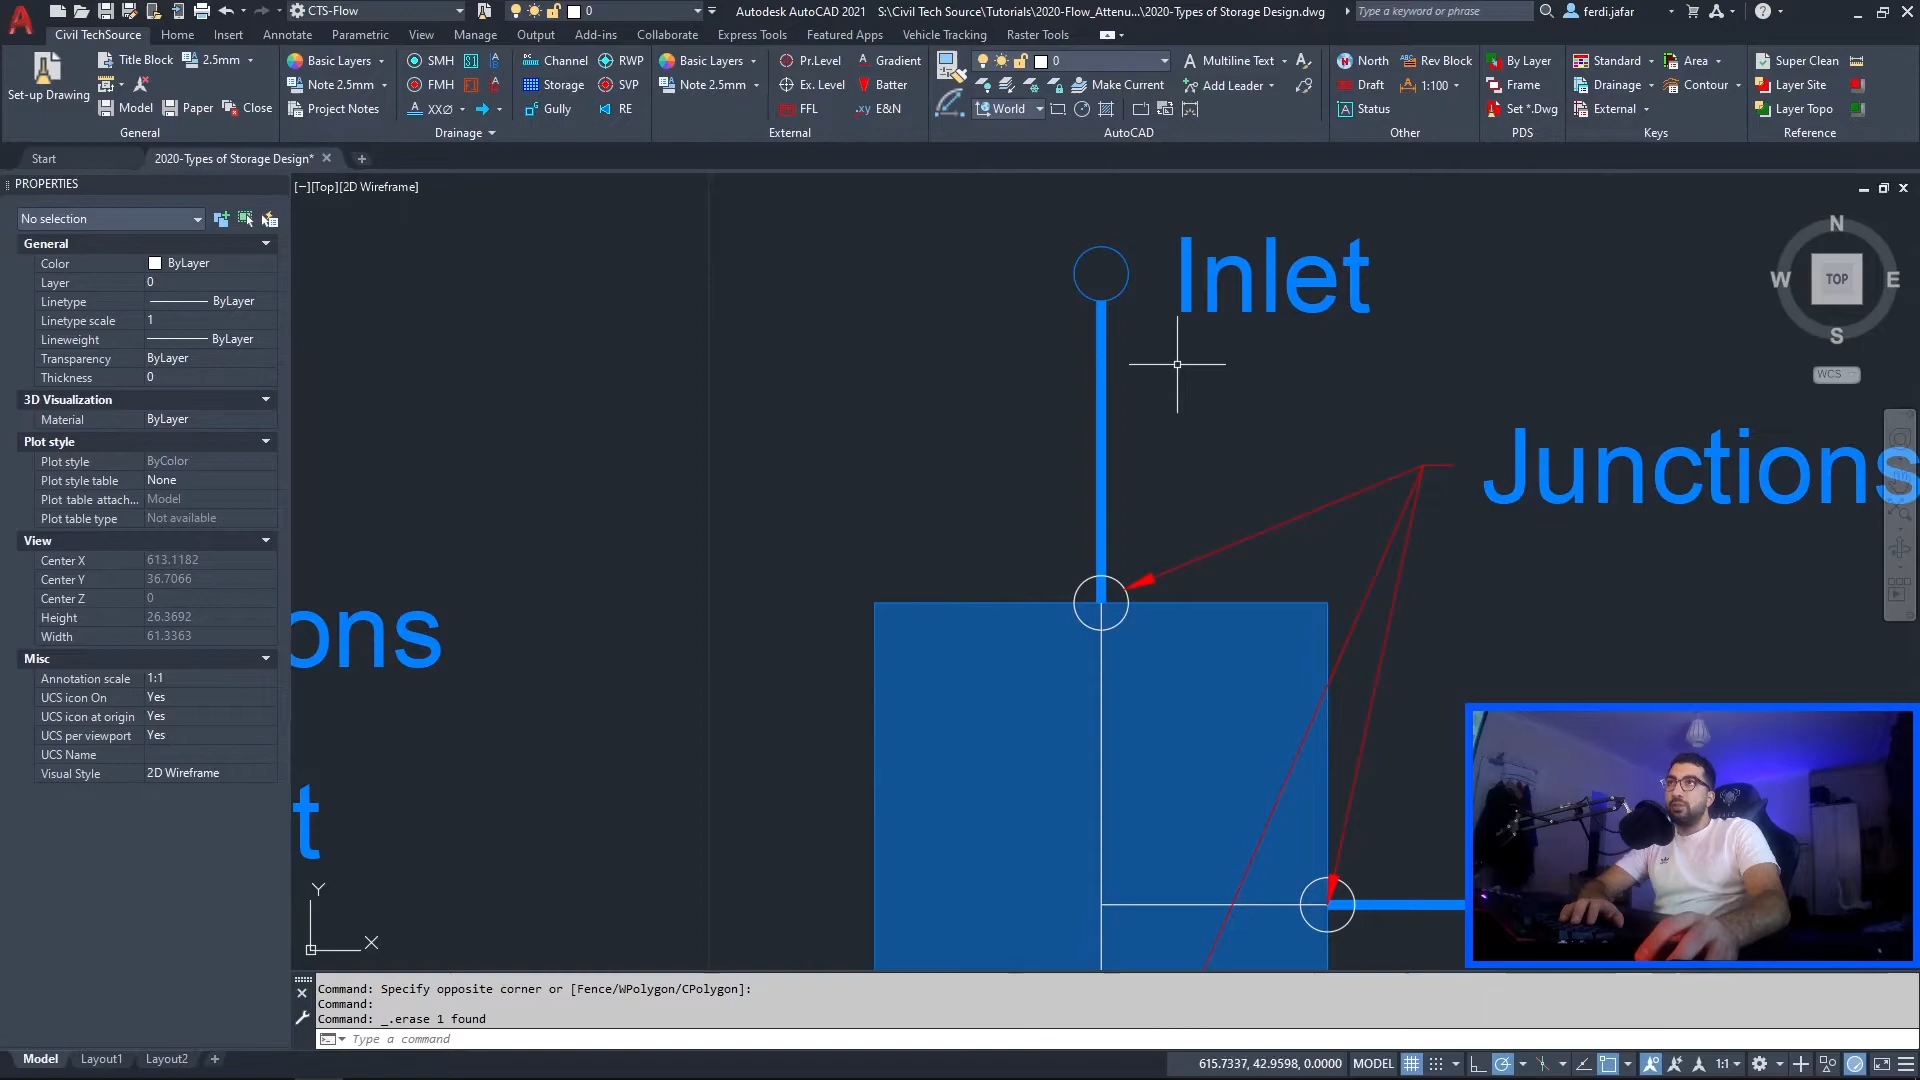 CTS-Flow
0
Autodesk AutoCAD 2021 S:\Civil Tech Source\Tutorials\2020-Flow_Attenu...\2020-Types of Storage Design.dwg
Type a keyword or phrase
ferdi.jafar
Civil TechSource Home Insert Annotate Parametric View Manage Output Add-ins Collaborate Express Tools Featured Apps Vehicle Tracking Raster Tools
Set-up Drawing
Title Block 2.5mm
Model Paper Close
General
Basic Layers
Note 2.5mm
Project Notes
SMH
FMH
XXØ
Channel RWP
Storage SVP
Gully RE
Drainage
Basic Layers
Note 2.5mm
Pr.Level Gradient
Ex. Level Batter
FFL E&N
External
0
Make Current
World
Multiline Text
Add Leader
AutoCAD
North Rev Block
Draft 1:100
Status
Other
By Layer
Frame
Set *.Dwg
PDS
Standard Area
Drainage Contour
External
Keys
Super Clean
Layer Site
Layer Topo
Reference
Start
2020-Types of Storage Design*
PROPERTIES
[−][Top][2D Wireframe]
No selection
General
Color ByLayer
Layer 0
Linetype ByLayer
Linetype scale 1
Lineweight ByLayer
Transparency ByLayer
Thickness 0
3D Visualization
Material ByLayer
Plot style
Plot style ByColor
Plot style table None
Plot table attach... Model
Plot table type Not available
View
Center X 613.1182
Center Y 36.7066
Center Z 0
Height 26.3692
Width 61.3363
Misc
Annotation scale 1:1
UCS icon On Yes
UCS icon at origin Yes
UCS per viewport Yes
UCS Name
Visual Style 2D Wireframe
Inlet
Junctions
ons
t
N
W TOP E
S
WCS
Y
X
Command: Specify opposite corner or [Fence/WPolygon/CPolygon]:
Command:
Command: _.erase 1 found
Type a command
Model Layout1 Layout2
615.7337, 42.9598, 0.0000 MODEL
1:1